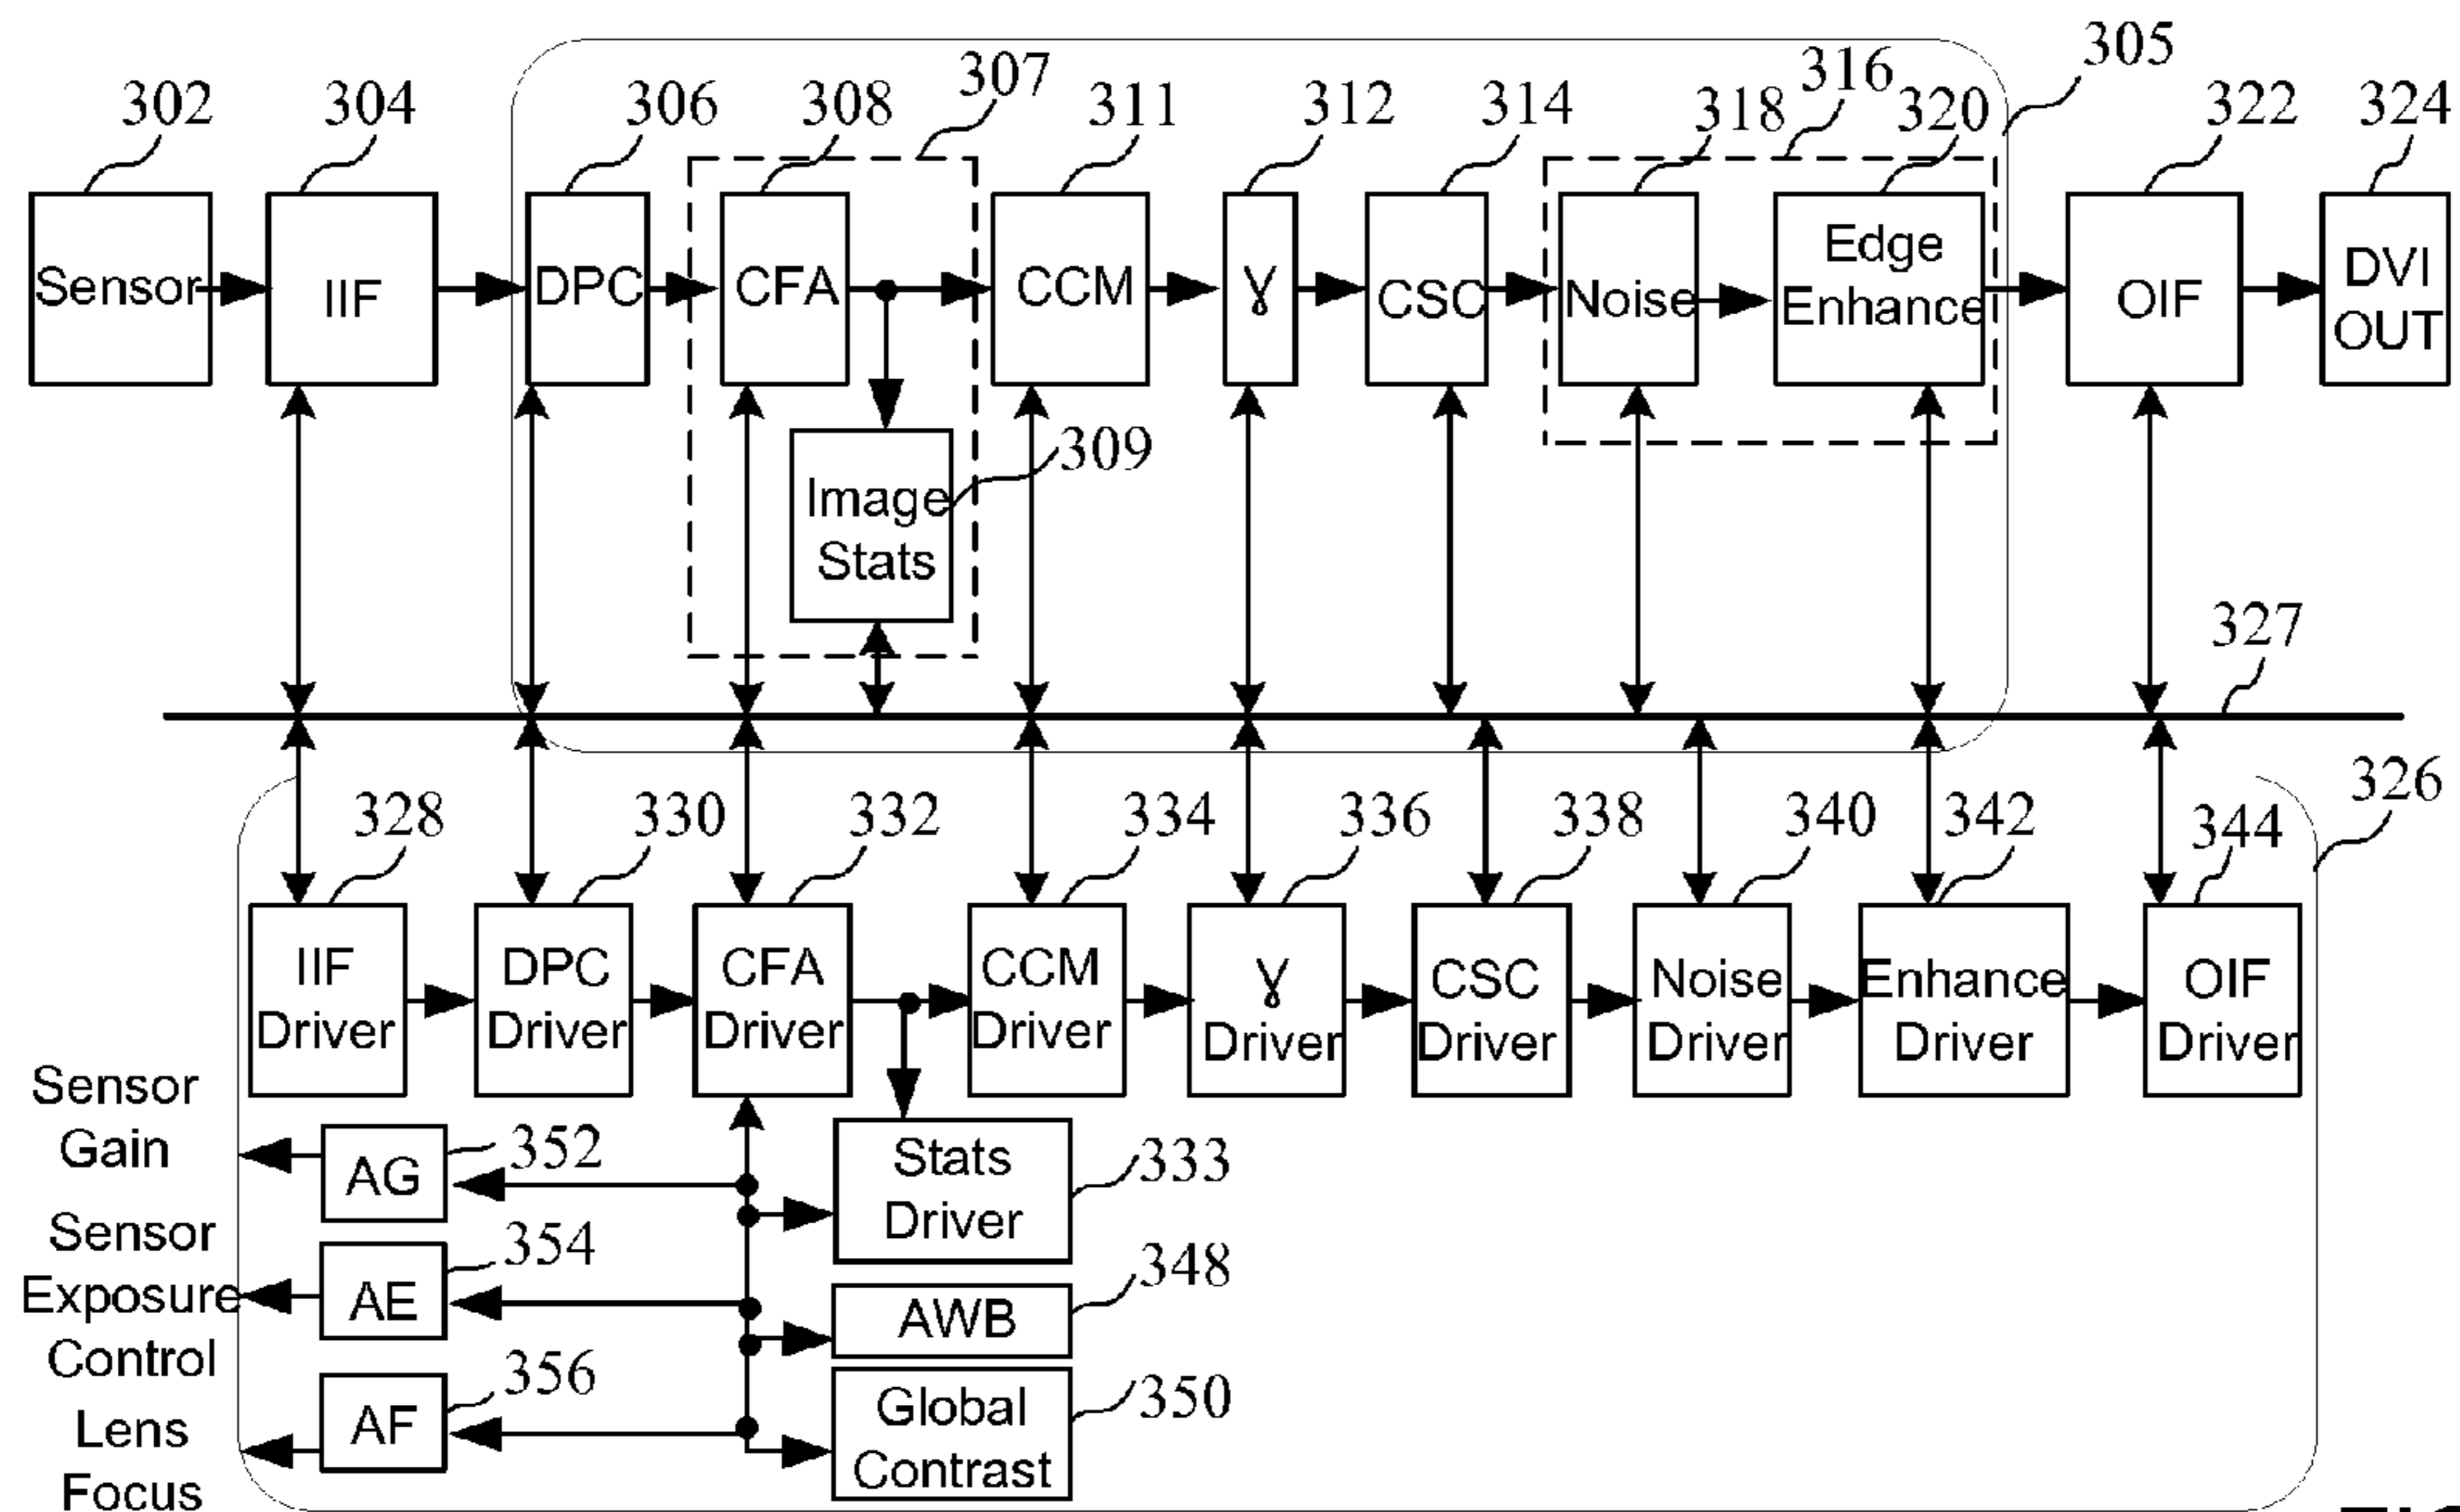 305
307
316
302
304
306
308
311
312
314
318
320
322
324
Sensor
IIF
DPC
CFA
CCM
γ
CSC
Noise
Edge
Enhance
OIF
DVI
OUT
Image
Stats
309
327
326
328
330
332
334
336
338
340
342
344
IIF
Driver
DPC
Driver
CFA
Driver
CCM
Driver
γ
Driver
CSC
Driver
Noise
Driver
Enhance
Driver
OIF
Driver
Sensor
Gain
AG
352
Stats
Driver
333
Sensor
Exposure
Control
AE
354
AWB
348
Lens
Focus
AF
356
Global
Contrast
350